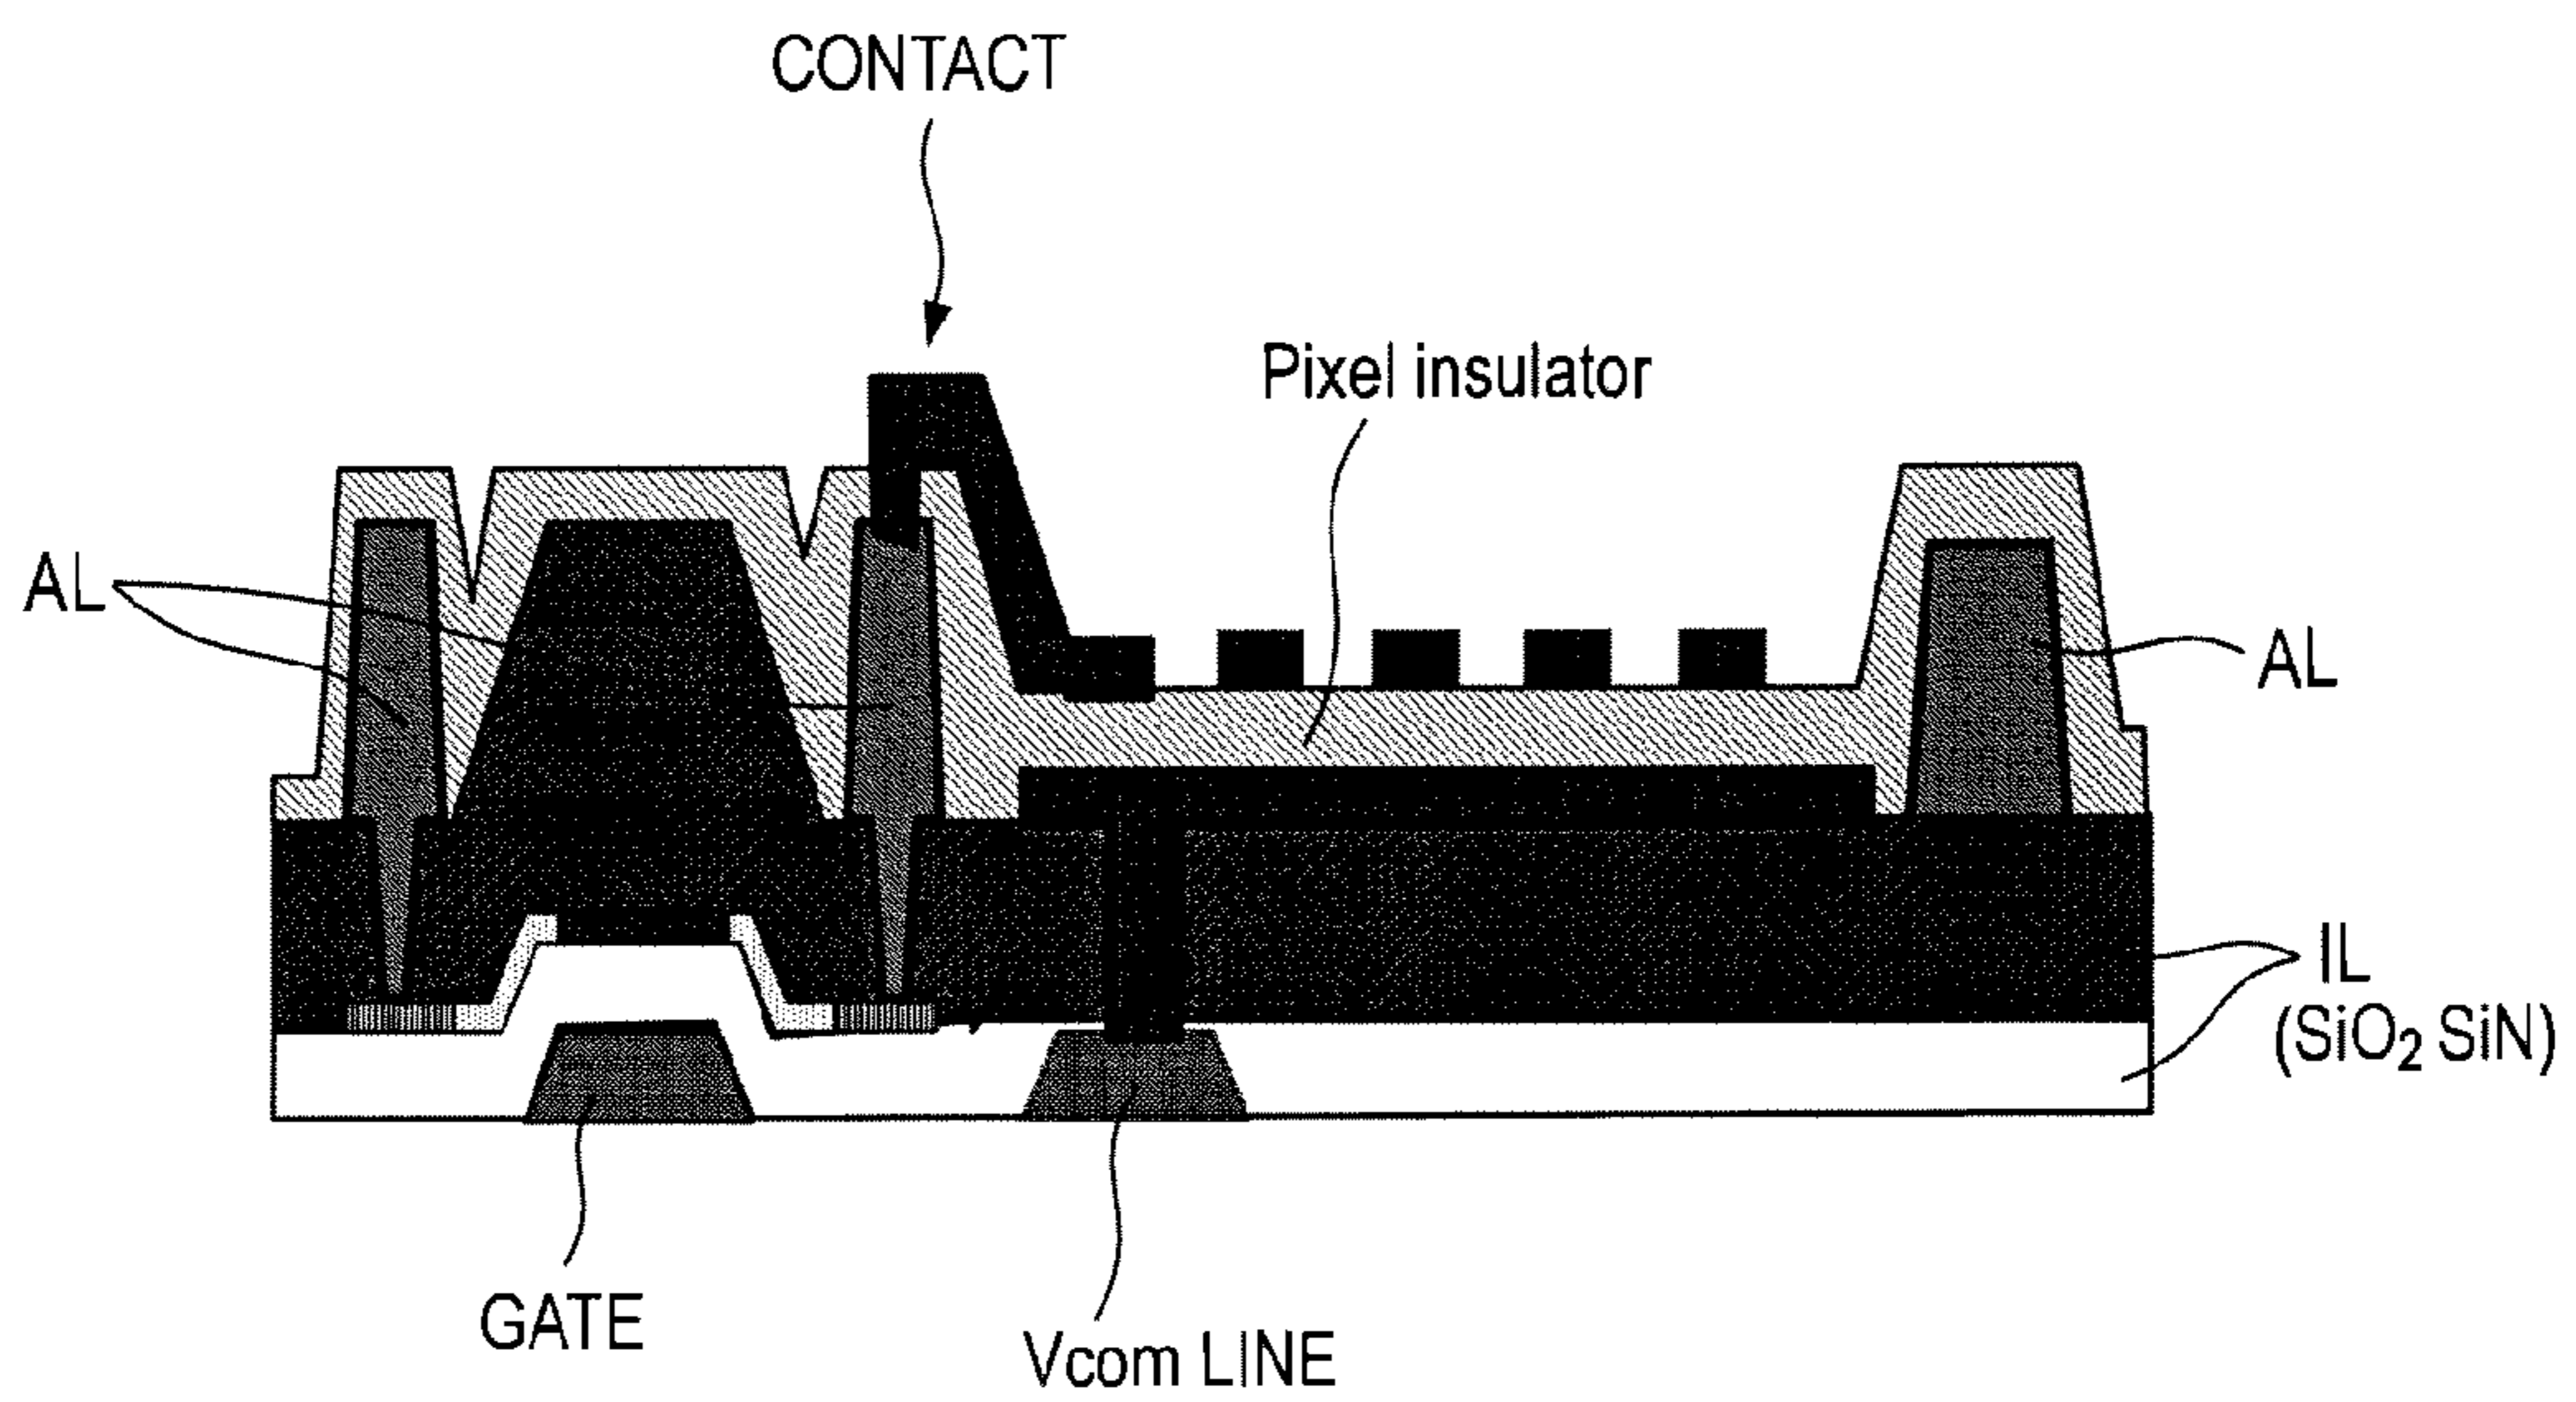 CONTACT
Pixel insulator
AL
AL
IL
(SiO₂ SiN)
GATE
Vcom LINE